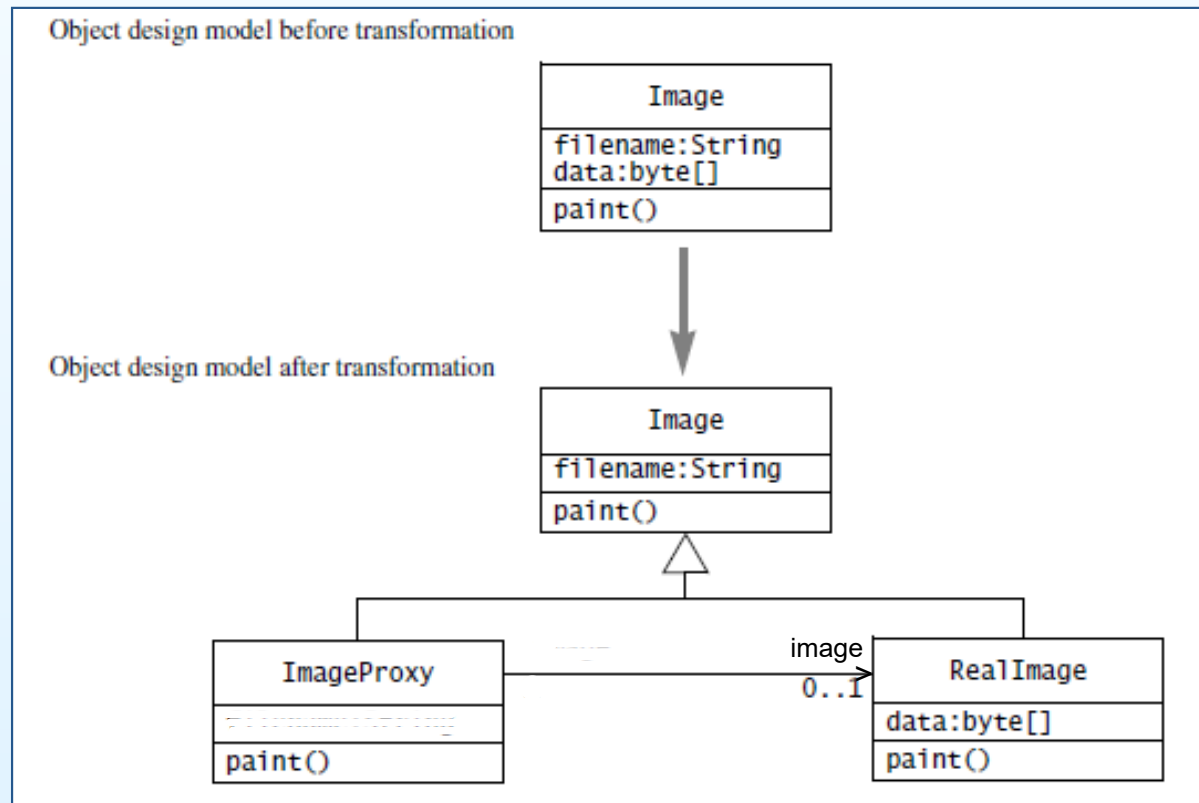 Object design model before transformation
Image
filename:String
data:byte[]
paint()
Object design model after transformation
Image
filename:String
paint()
image
ImageProxy
RealImage
0..1
data:byte[]
paint()
paint()